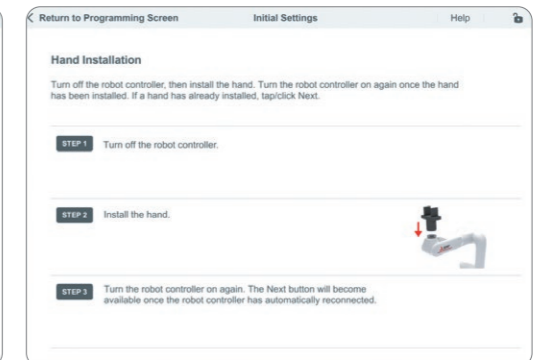 Return to Programming Screen
Initial Settings
Help
Hand Installation
Turn off the robot controller, then install the hand. Turn the robot controller on again once the hand
has been installed. If a hand has already installed, tap/click Next.
STEP 1
Turn off the robot controller.
STEP 2
Install the hand.
STEP 3
Turn the robot controller on again. The Next button will become
available once the robot controller has automatically reconnected.